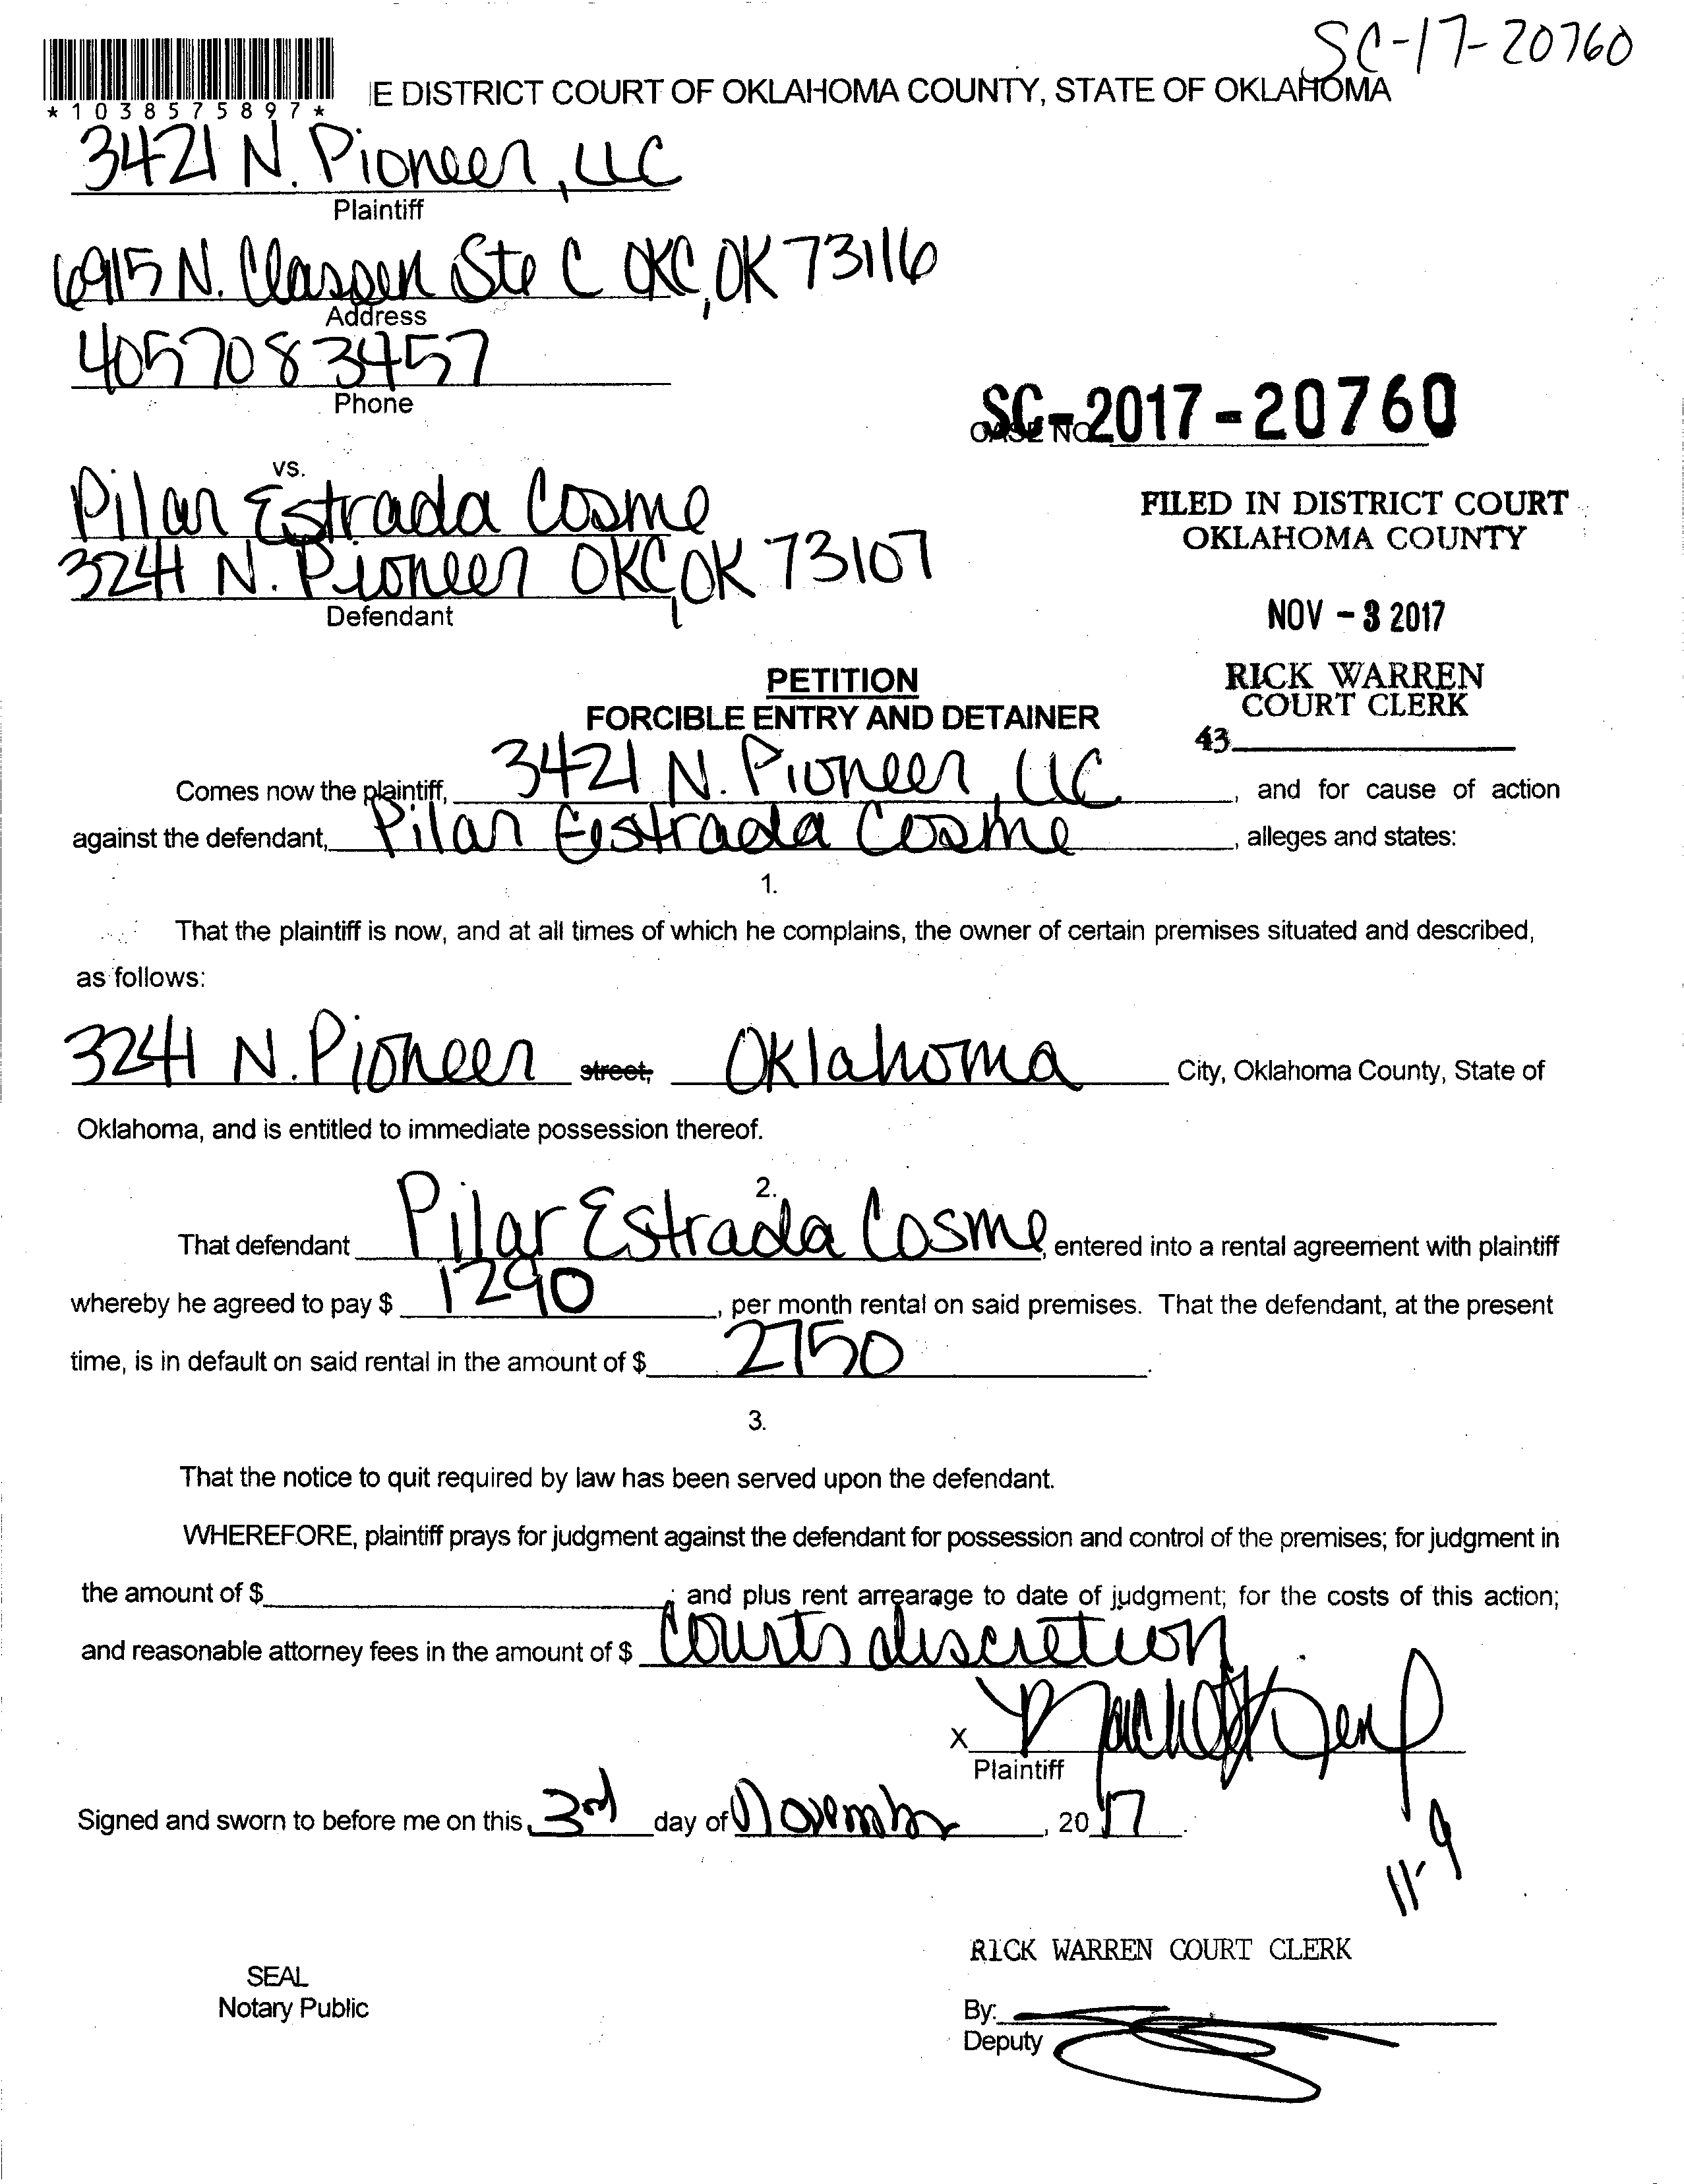 SC-17-20760
*1038575897*
E DISTRICT COURT OF OKLAHOMA COUNTY, STATE OF OKLAHOMA
3421 N. Pioneer, LLC
Plaintiff
6915 N. Classen Ste C OKC, OK 73116
Address
4057083457
Phone
SC-2017-20760
CASE NO.
vs.
Pilar Estrada Cosme
3241 N. Pioneer OKC, OK 73107
Defendant
FILED IN DISTRICT COURT
OKLAHOMA COUNTY
NOV - 3 2017
RICK WARREN
COURT CLERK
43
PETITION
FORCIBLE ENTRY AND DETAINER
Comes now the plaintiff, 3421 N. Pioneer, LLC, and for cause of action
against the defendant, Pilar Eestrada Cosme, alleges and states:
1.
That the plaintiff is now, and at all times of which he complains, the owner of certain premises situated and described,
as follows:
3241 N. Pioneer street, Oklahoma City, Oklahoma County, State of
Oklahoma, and is entitled to immediate possession thereof.
2.
That defendant Pilar Estrada Cosme, entered into a rental agreement with plaintiff
whereby he agreed to pay $ 1290, per month rental on said premises. That the defendant, at the present
time, is in default on said rental in the amount of $ 2750.
3.
That the notice to quit required by law has been served upon the defendant.
WHEREFORE, plaintiff prays for judgment against the defendant for possession and control of the premises; for judgment in
the amount of $ ; and plus rent arrearage to date of judgment; for the costs of this action;
and reasonable attorney fees in the amount of $ Courts discretion
X
Plaintiff
Signed and sworn to before me on this 3rd day of November, 2017.
11-9
RICK WARREN COURT CLERK
SEAL
Notary Public
By:
Deputy